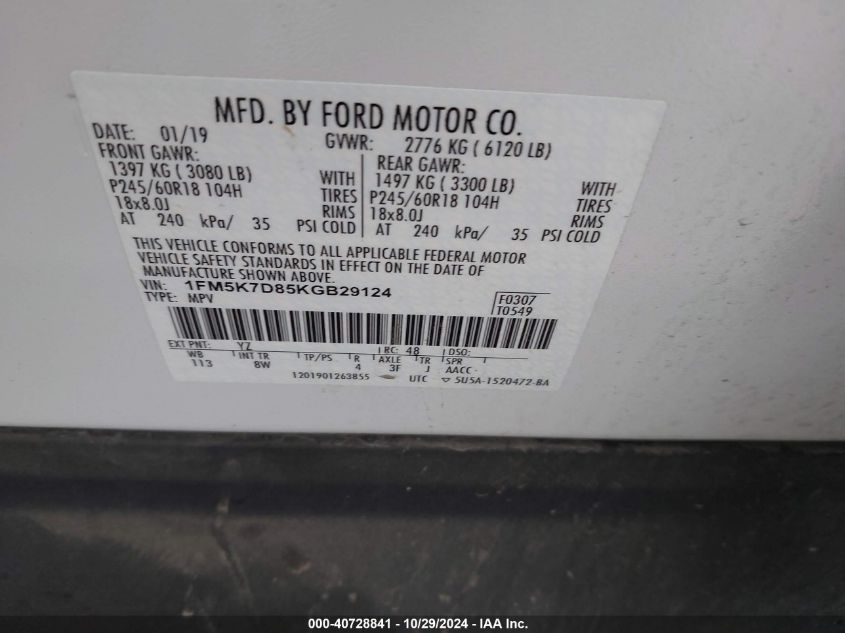 MFD. BY FORD MOTOR CO.
DATE: 01/19 GVWR: 2776 KG ( 6120 LB)
FRONT GAWR:
1397 KG ( 3080 LB) WITH
P245/60R18 104H TIRES
18x8.0J RIMS
AT 240 kPa/ 35 PSI COLD
REAR GAWR:
1497 KG ( 3300 LB) WITH
P245/60R18 104H TIRES
18x8.0J RIMS
AT 240 kPa/ 35 PSI COLD
THIS VEHICLE CONFORMS TO ALL APPLICABLE FEDERAL MOTOR
VEHICLE SAFETY STANDARDS IN EFFECT ON THE DATE OF
MANUFACTURE SHOWN ABOVE.
VIN: 1FM5K7D85KGB29124
TYPE: MPV
F0307
T0549
EXT PNT: YZ RC: 48 DSO:
WB INT TR TP/PS R AXLE TR SPR
113 8W 4 3F J AACC
1201901263855 UTC ▽ 5U5A-1520472-BA
000-40728841 - 10/29/2024 - IAA Inc.